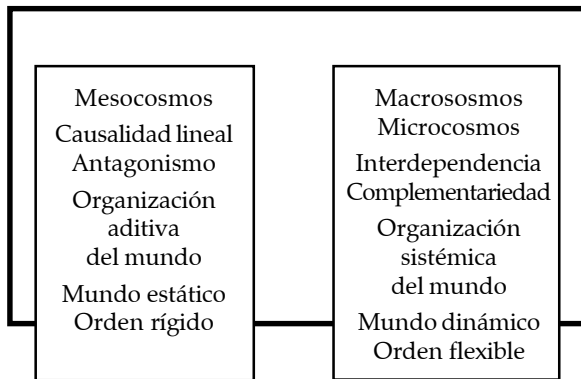 Mesocosmos
Causalidad lineal
Antagonismo
Organización
aditiva
del mundo
Mundo estático
Orden rígido
Macrososmos
Microcosmos
Interdependencia
Complementariedad
Organización
sistémica
del mundo
Mundo dinámico
Orden flexible